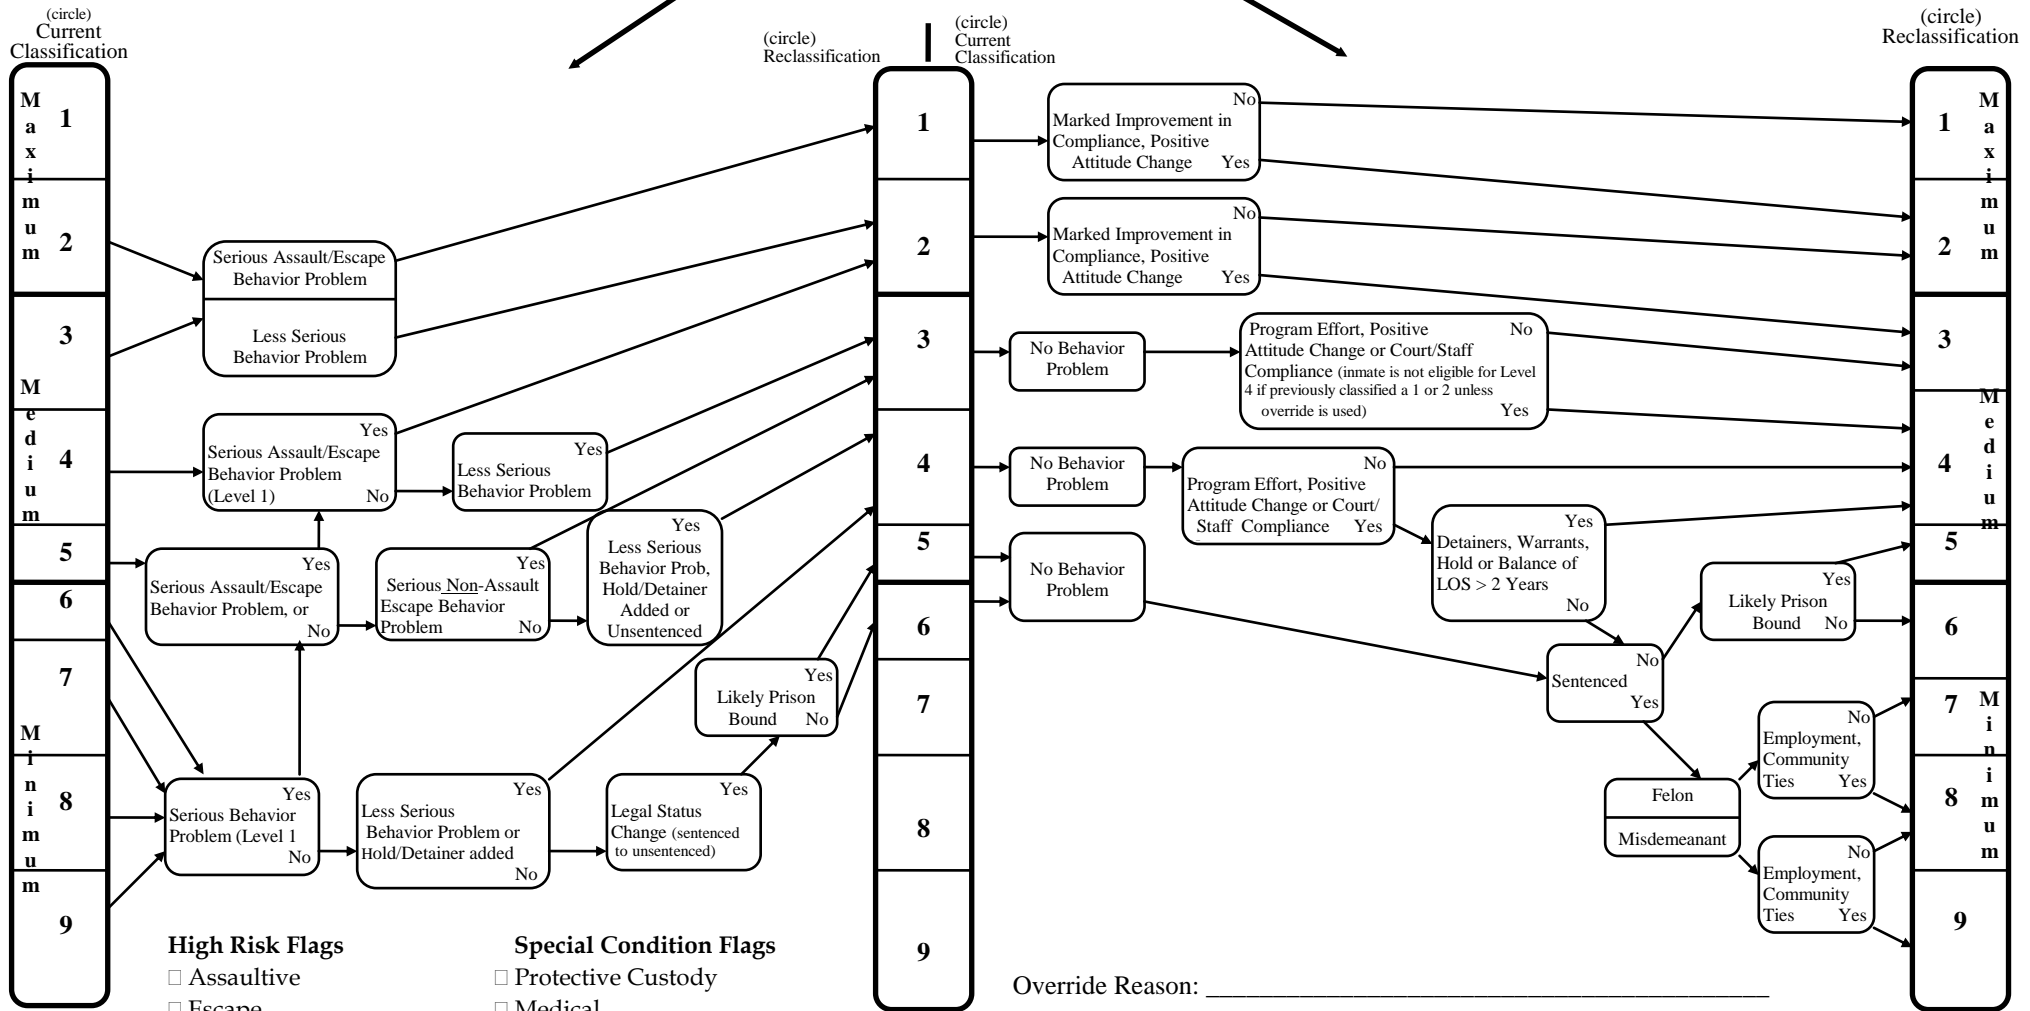 (circle)
Current
Classification
Maximum
1
2
Medium
3
4
5
Minimum
6
7
8
9
Serious Assault/Escape
Behavior Problem
Less Serious
Behavior Problem
Yes
Serious Assault/Escape
Behavior Problem
(Level 1) No
Yes
Less Serious
Behavior Problem
Yes
Serious Assault/Escape
Behavior Problem, or
No
Yes
Serious Non-Assault
Escape Behavior
Problem No
Yes
Less Serious
Behavior Prob,
Hold/Detainer
Added or
Unsentenced
Yes
Serious Behavior
Problem (Level 1
No
Yes
Less Serious
Behavior Problem or
Hold/Detainer added
No
Yes
Legal Status
Change (sentenced
to unsentenced)
Yes
Likely Prison
Bound No
High Risk Flags
□ Assaultive
□ Escape
Special Condition Flags
□ Protective Custody
□ Medical
(circle)
Reclassification
(circle)
Current
Classification
1
2
3
4
5
6
7
8
9
No
Marked Improvement in
Compliance, Positive
Attitude Change Yes
No
Marked Improvement in
Compliance, Positive
Attitude Change Yes
No Behavior
Problem
Program Effort, Positive No
Attitude Change or Court/Staff
Compliance (inmate is not eligible for Level
4 if previously classified a 1 or 2 unless
override is used) Yes
No Behavior
Problem
No
Program Effort, Positive
Attitude Change or Court/
Staff Compliance Yes
Yes
Detainers, Warrants,
Hold or Balance of
LOS > 2 Years
No
No Behavior
Problem
Yes
Likely Prison
Bound No
No
Sentenced
Yes
Felon
Misdemeanant
No
Employment,
Community
Ties Yes
No
Employment,
Community
Ties Yes
(circle)
Reclassification
1
Maximum
2
3
Medium
4
5
6
Minimum
7
8
9
Override Reason: ______________________________________________